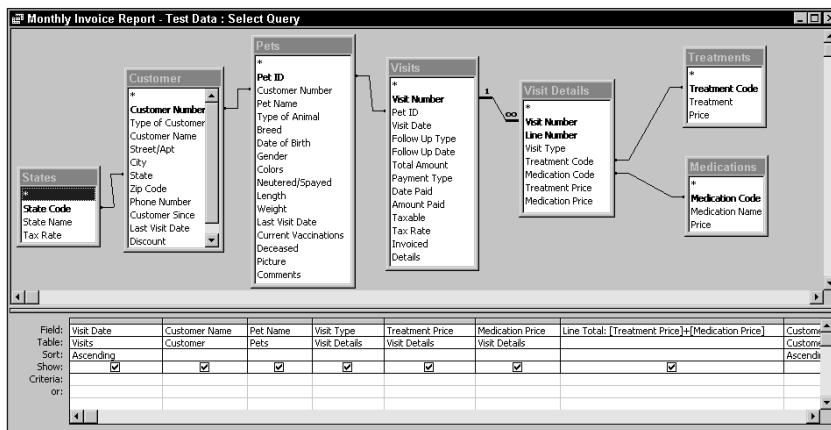 Monthly Invoice Report - Test Data : Select Query
States
*
State Code
State Name
Tax Rate
Customer
*
Customer Number
Type of Customer
Customer Name
Street/Apt
City
State
Zip Code
Phone Number
Customer Since
Last Visit Date
Discount
Pets
*
Pet ID
Customer Number
Pet Name
Type of Animal
Breed
Date of Birth
Gender
Colors
Neutered/Spayed
Length
Weight
Last Visit Date
Current Vaccinations
Deceased
Picture
Comments
Visits
*
Visit Number
Pet ID
Visit Date
Follow Up Type
Follow Up Date
Total Amount
Payment Type
Date Paid
Amount Paid
Taxable
Tax Rate
Invoiced
Details
1
∞
Visit Details
*
Visit Number
Line Number
Visit Type
Treatment Code
Medication Code
Treatment Price
Medication Price
Treatments
*
Treatment Code
Treatment
Price
Medications
*
Medication Code
Medication Name
Price
Field: Visit Date Customer Name Pet Name Visit Type Treatment Price Medication Price Line Total: [Treatment Price]+[Medication Price] Custome
Table: Visits Customer Pets Visit Details Visit Details Visit Details Custome
Sort: Ascending Ascendin
Show:
Criteria:
or: